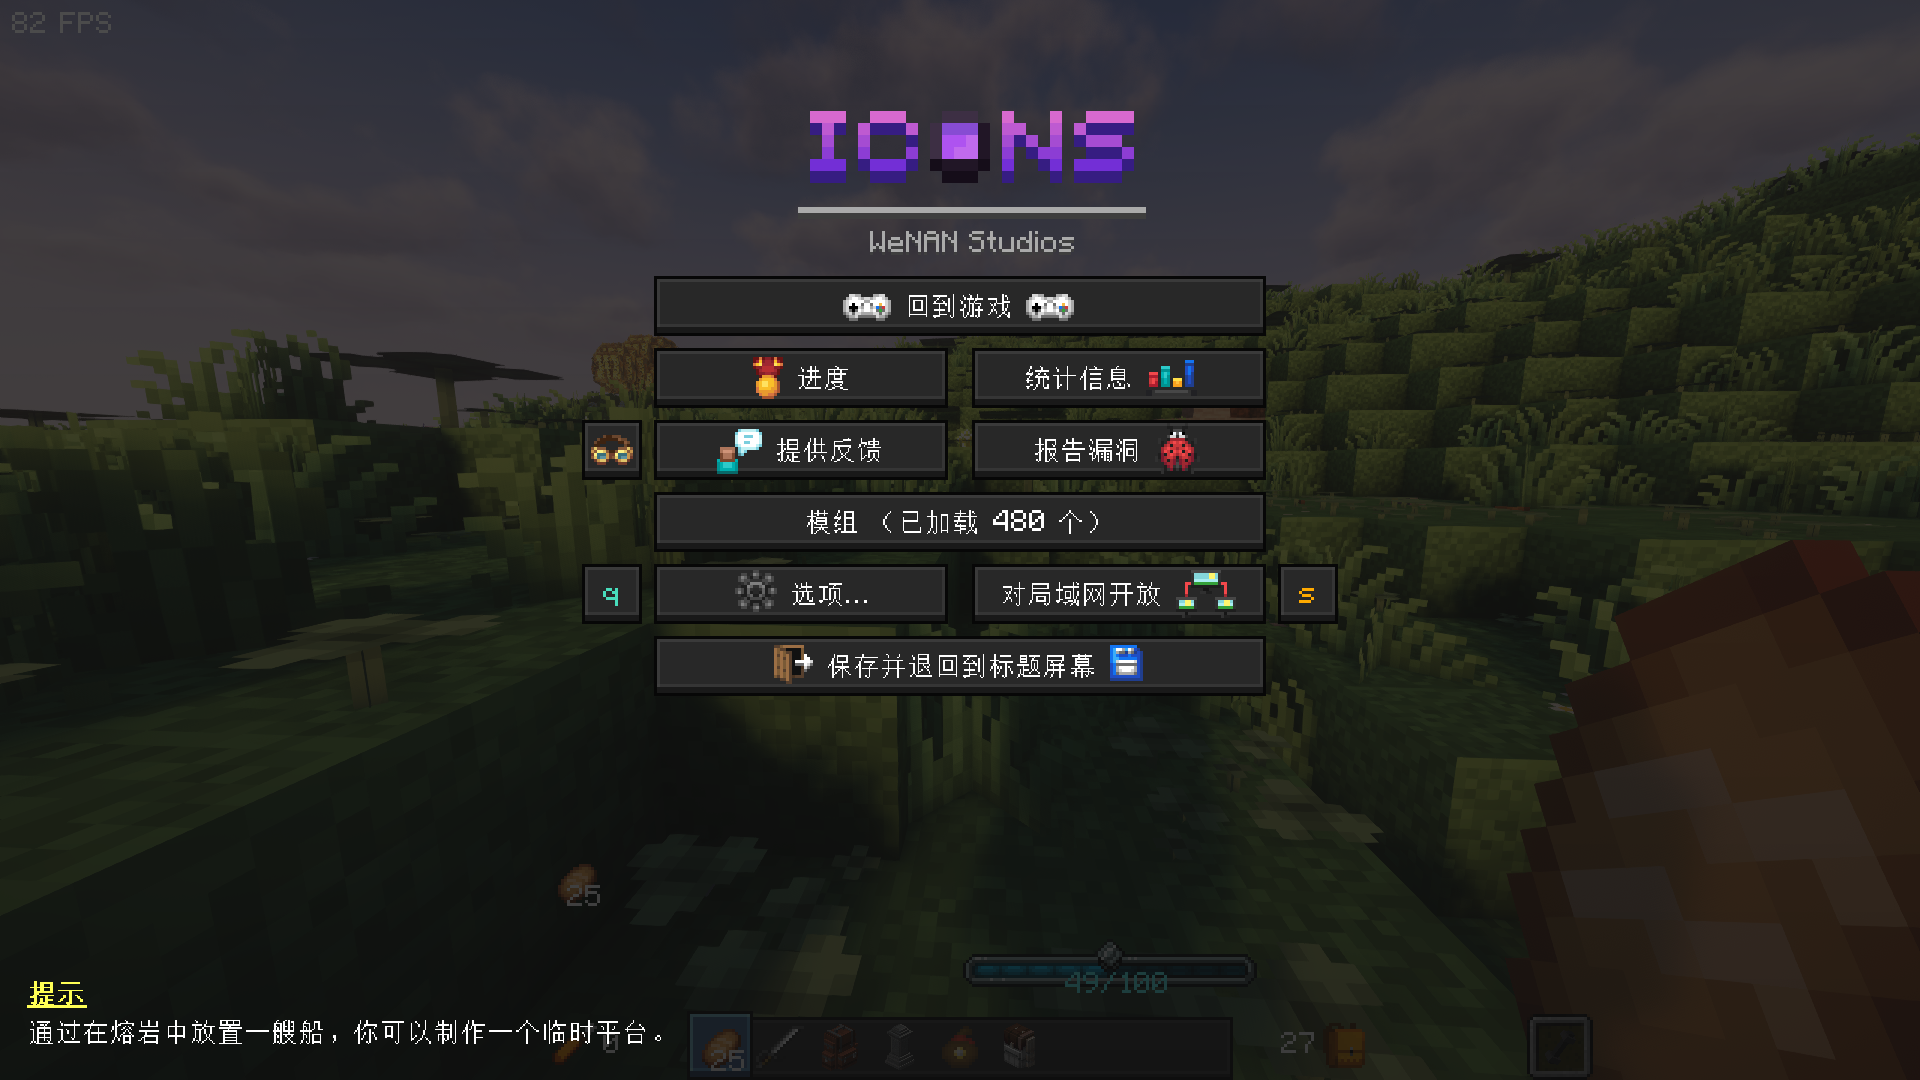 82 FPS
ICONS
WeNAN Studios
回到游戏
进度
统计信息
提供反馈
报告漏洞
模组 （已加载 480 个）
q
选项...
对局域网开放
s
保存并退回到标题屏幕
25
49/100
提示
通过在熔岩中放置一艘船，你可以制作一个临时平台。
25
27